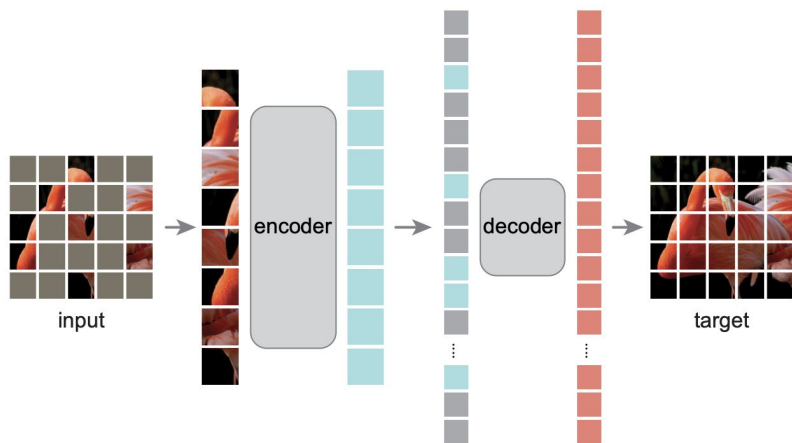 input
encoder
decoder
target